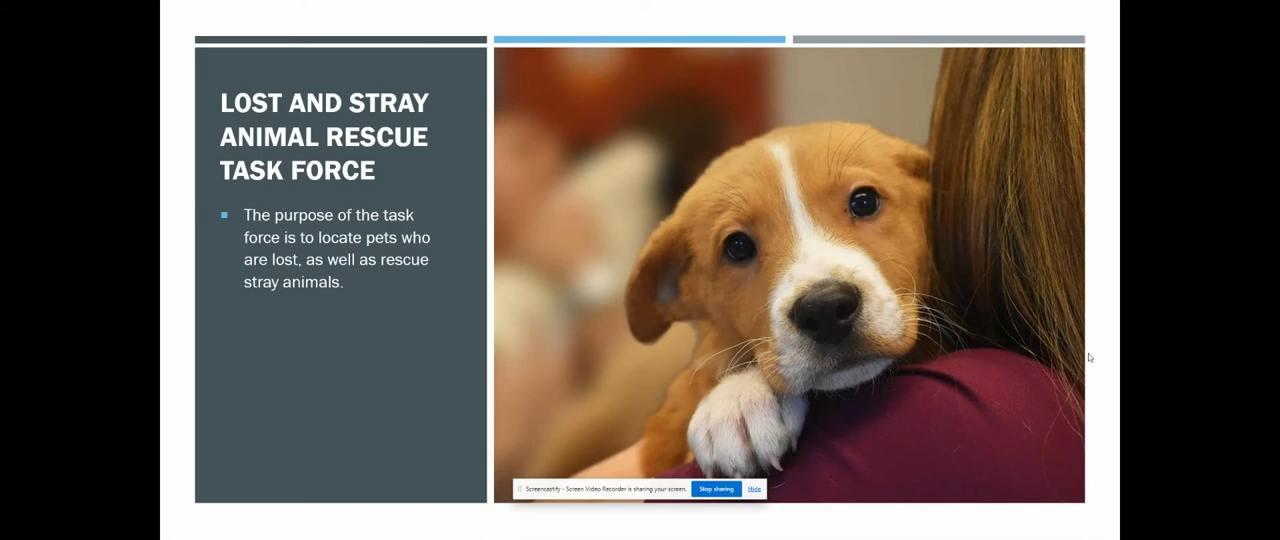 LOST AND STRAY
ANIMAL RESCUE
TASK FORCE
The purpose of the task
force is to locate pets who
are lost, as well as rescue
stray animals.
Screencastify - Screen Video Recorder is sharing your screen. Stop sharing Hide